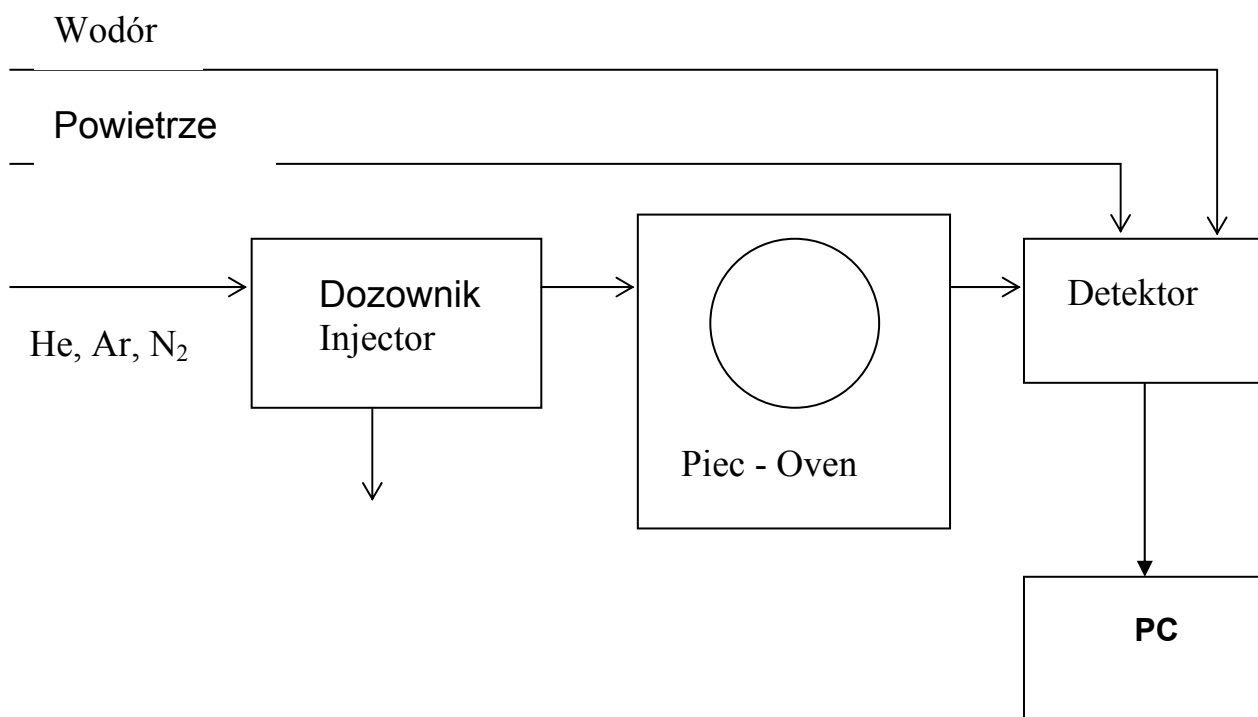 Wodór
Powietrze
He, Ar, N₂
Dozownik
Injector
Piec - Oven
Detektor
PC